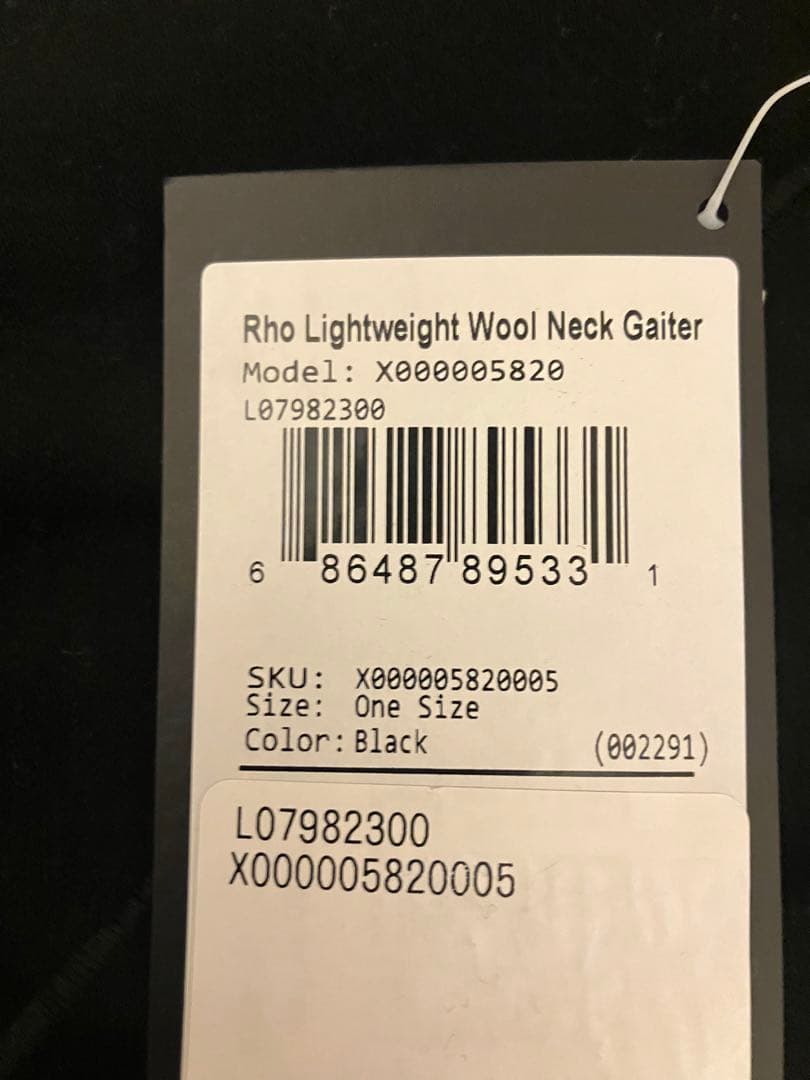 Rho Lightweight Wool Neck Gaiter
Model: X000005820
L07982300
6 86487 89533 1
SKU: X000005820005
Size: One Size
Color: Black (002291)
L07982300
X000005820005